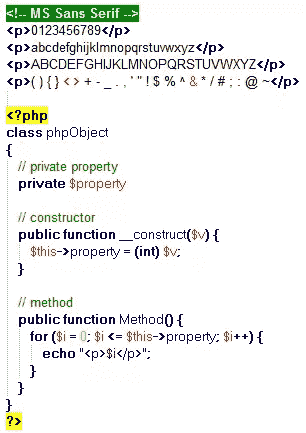 <!-- MS Sans Serif -->
<p>0123456789</p>
<p>abcdefghijklmnopqrstuvwxyz</p>
<p>ABCDEFGHIJKLMNOPQRSTUVWXYZ</p>
<p>( ) { } < > + - _ . , ' " ! $ % ^ & * / # ; : @ ~</p>
<?php
class phpObject
{
// private property
private $property
// constructor
public function __construct($v) {
$this->property = (int) $v;
}
// method
public function Method() {
for ($i = 0; $i <= $this->property; $i++) {
echo "<p>$i</p>";
}
}
}
?>